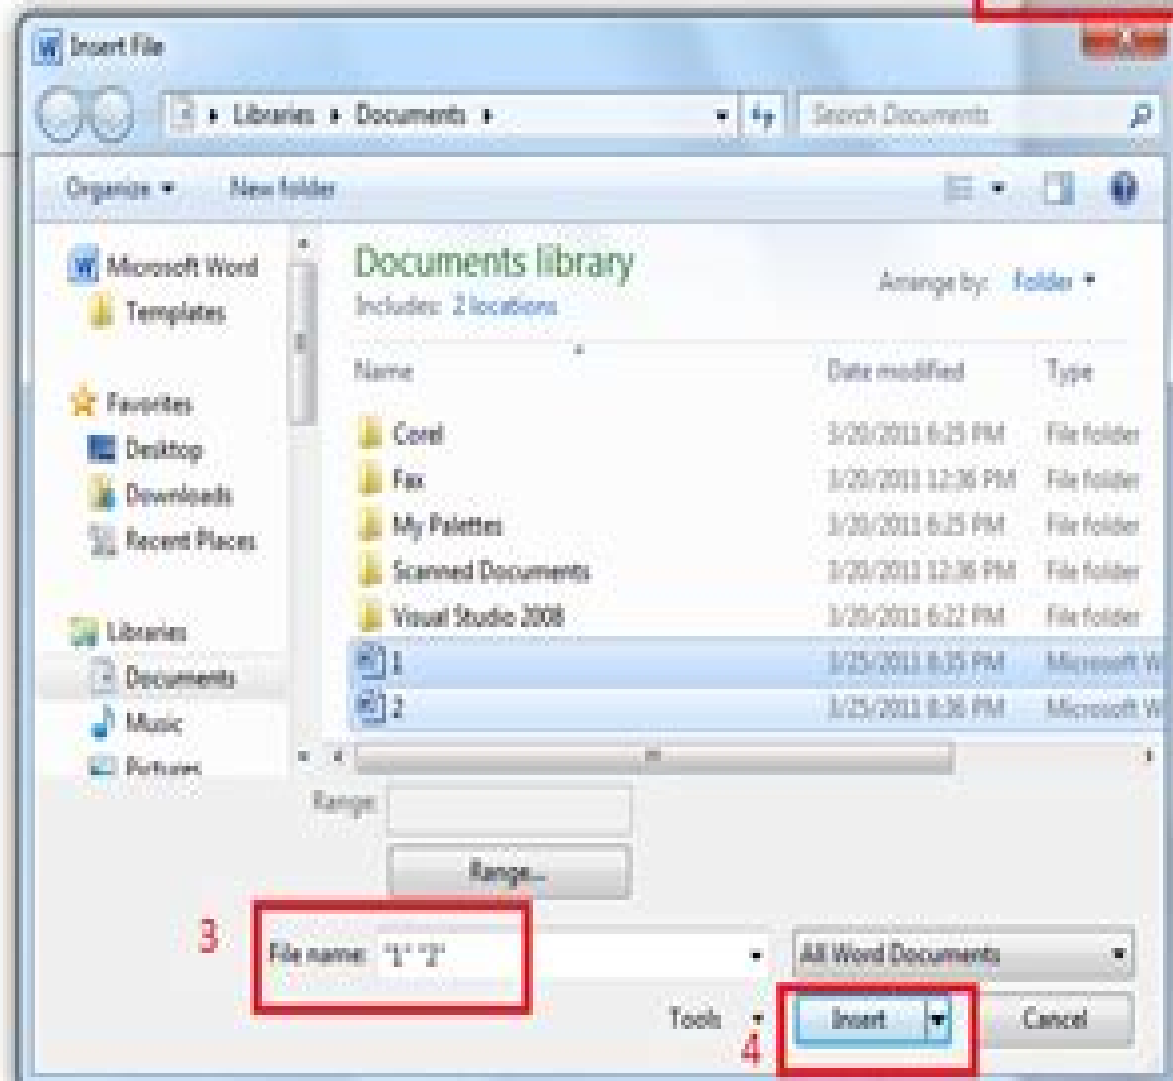 Insert File
Libraries Documents Search Documents
Organize New folder
Microsoft Word
Templates
Favorites
Desktop
Downloads
Recent Places
Libraries
Documents
Music
Pictures
Documents library
Includes: 2 locations
Arrange by: Folder
Name Date modified Type
Corel 3/20/2011 6:25 PM File folder
Fax 3/20/2011 12:36 PM File folder
My Palettes 3/20/2011 6:25 PM File folder
Scanned Documents 3/20/2011 12:36 PM File folder
Visual Studio 2008 3/20/2011 6:22 PM File folder
1 3/25/2011 8:35 PM Microsoft W
2 3/25/2011 8:36 PM Microsoft W
Range:
Range...
3
File name: "1" "2" All Word Documents
Tools Insert Cancel
4